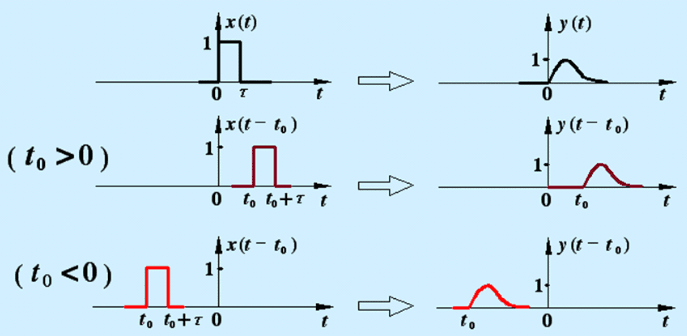 x(t)
y(t)
1
1
0 τ t
0 t
(t₀ >0)
x(t − t₀)
y(t − t₀)
1
1
0 t₀ t₀+τ t
0 t₀ t
(t₀ <0)
x(t − t₀)
y(t − t₀)
1
1
t₀ t₀+τ 0 t
t₀ 0 t